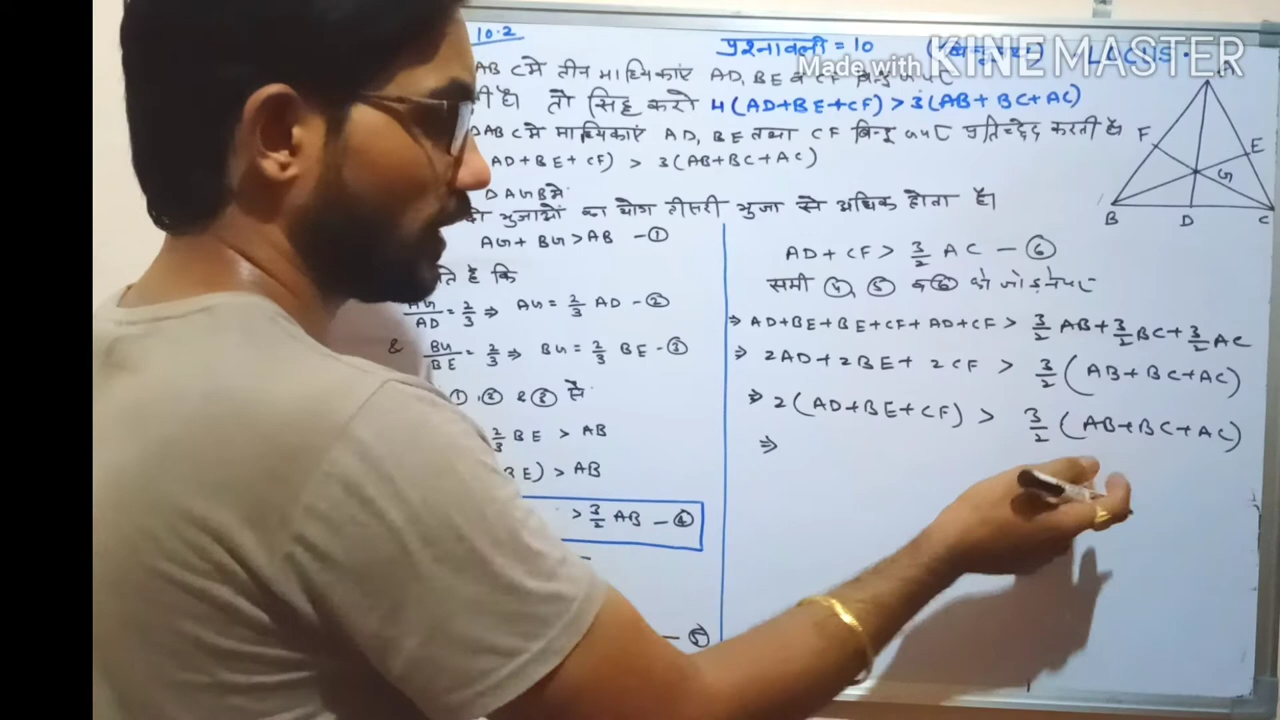 10.2
प्रश्नावली = 10
Made with KINEMASTER
ABC में तीन माध्यिकाएं AD, BE व CF बिन्दु G पर
है। तो सिद्ध करो 4(AD+BE+CF) > 3(AB+BC+AC)
ΔABC में माध्यिकाएं AD, BE तथा CF बिन्दु G पर प्रतिच्छेद करती है।
AD+BE+CF) > 3(AB+BC+AC)
ΔAGB में
भुजाओं का योग तीसरी भुजा से अधिक होता है।
AG + BG > AB — ①
है कि
AG/AD = 2/3 ⇒ AG = 2/3 AD — ②
& BG/BE = 2/3 ⇒ BG = 2/3 BE — ③
①, ② & ③ से
2/3 BE > AB
BE) > AB
> 3/2 AB — ④
— ⑤
AD + CF > 3/2 AC — ⑥
समी ④, ⑤ व ⑥ को जोड़ने पर
⇒ AD+BE+BE+CF+AD+CF > 3/2 AB + 3/2 BC + 3/2 AC
⇒ 2AD + 2BE + 2CF > 3/2 (AB+BC+AC)
⇒ 2(AD+BE+CF) > 3/2 (AB+BC+AC)
⇒
F
E
G
B
D
C